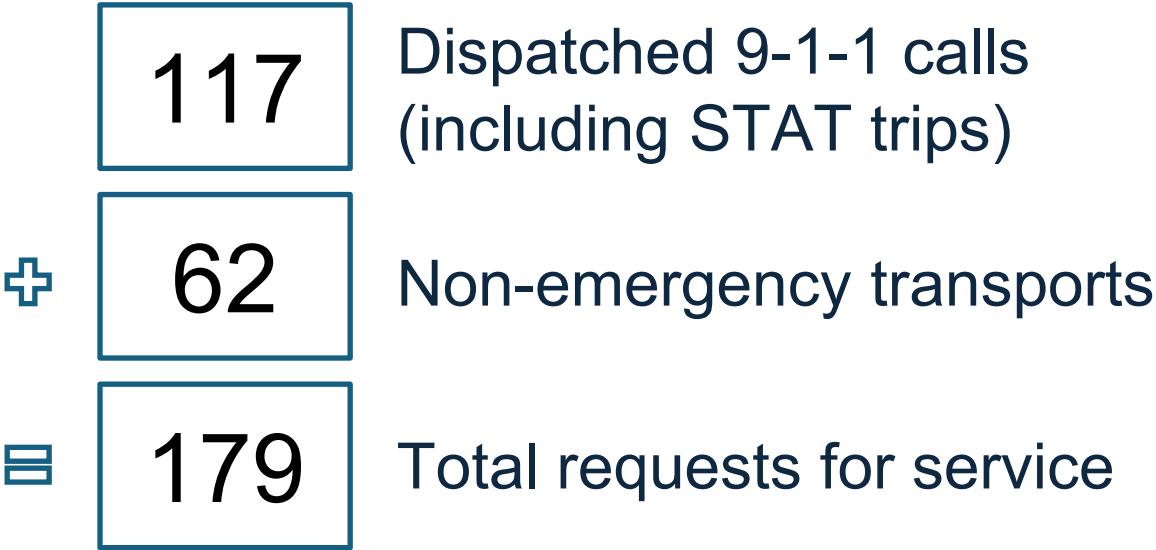 117 Dispatched 9-1-1 calls
(including STAT trips)
+ 62 Non-emergency transports
= 179 Total requests for service